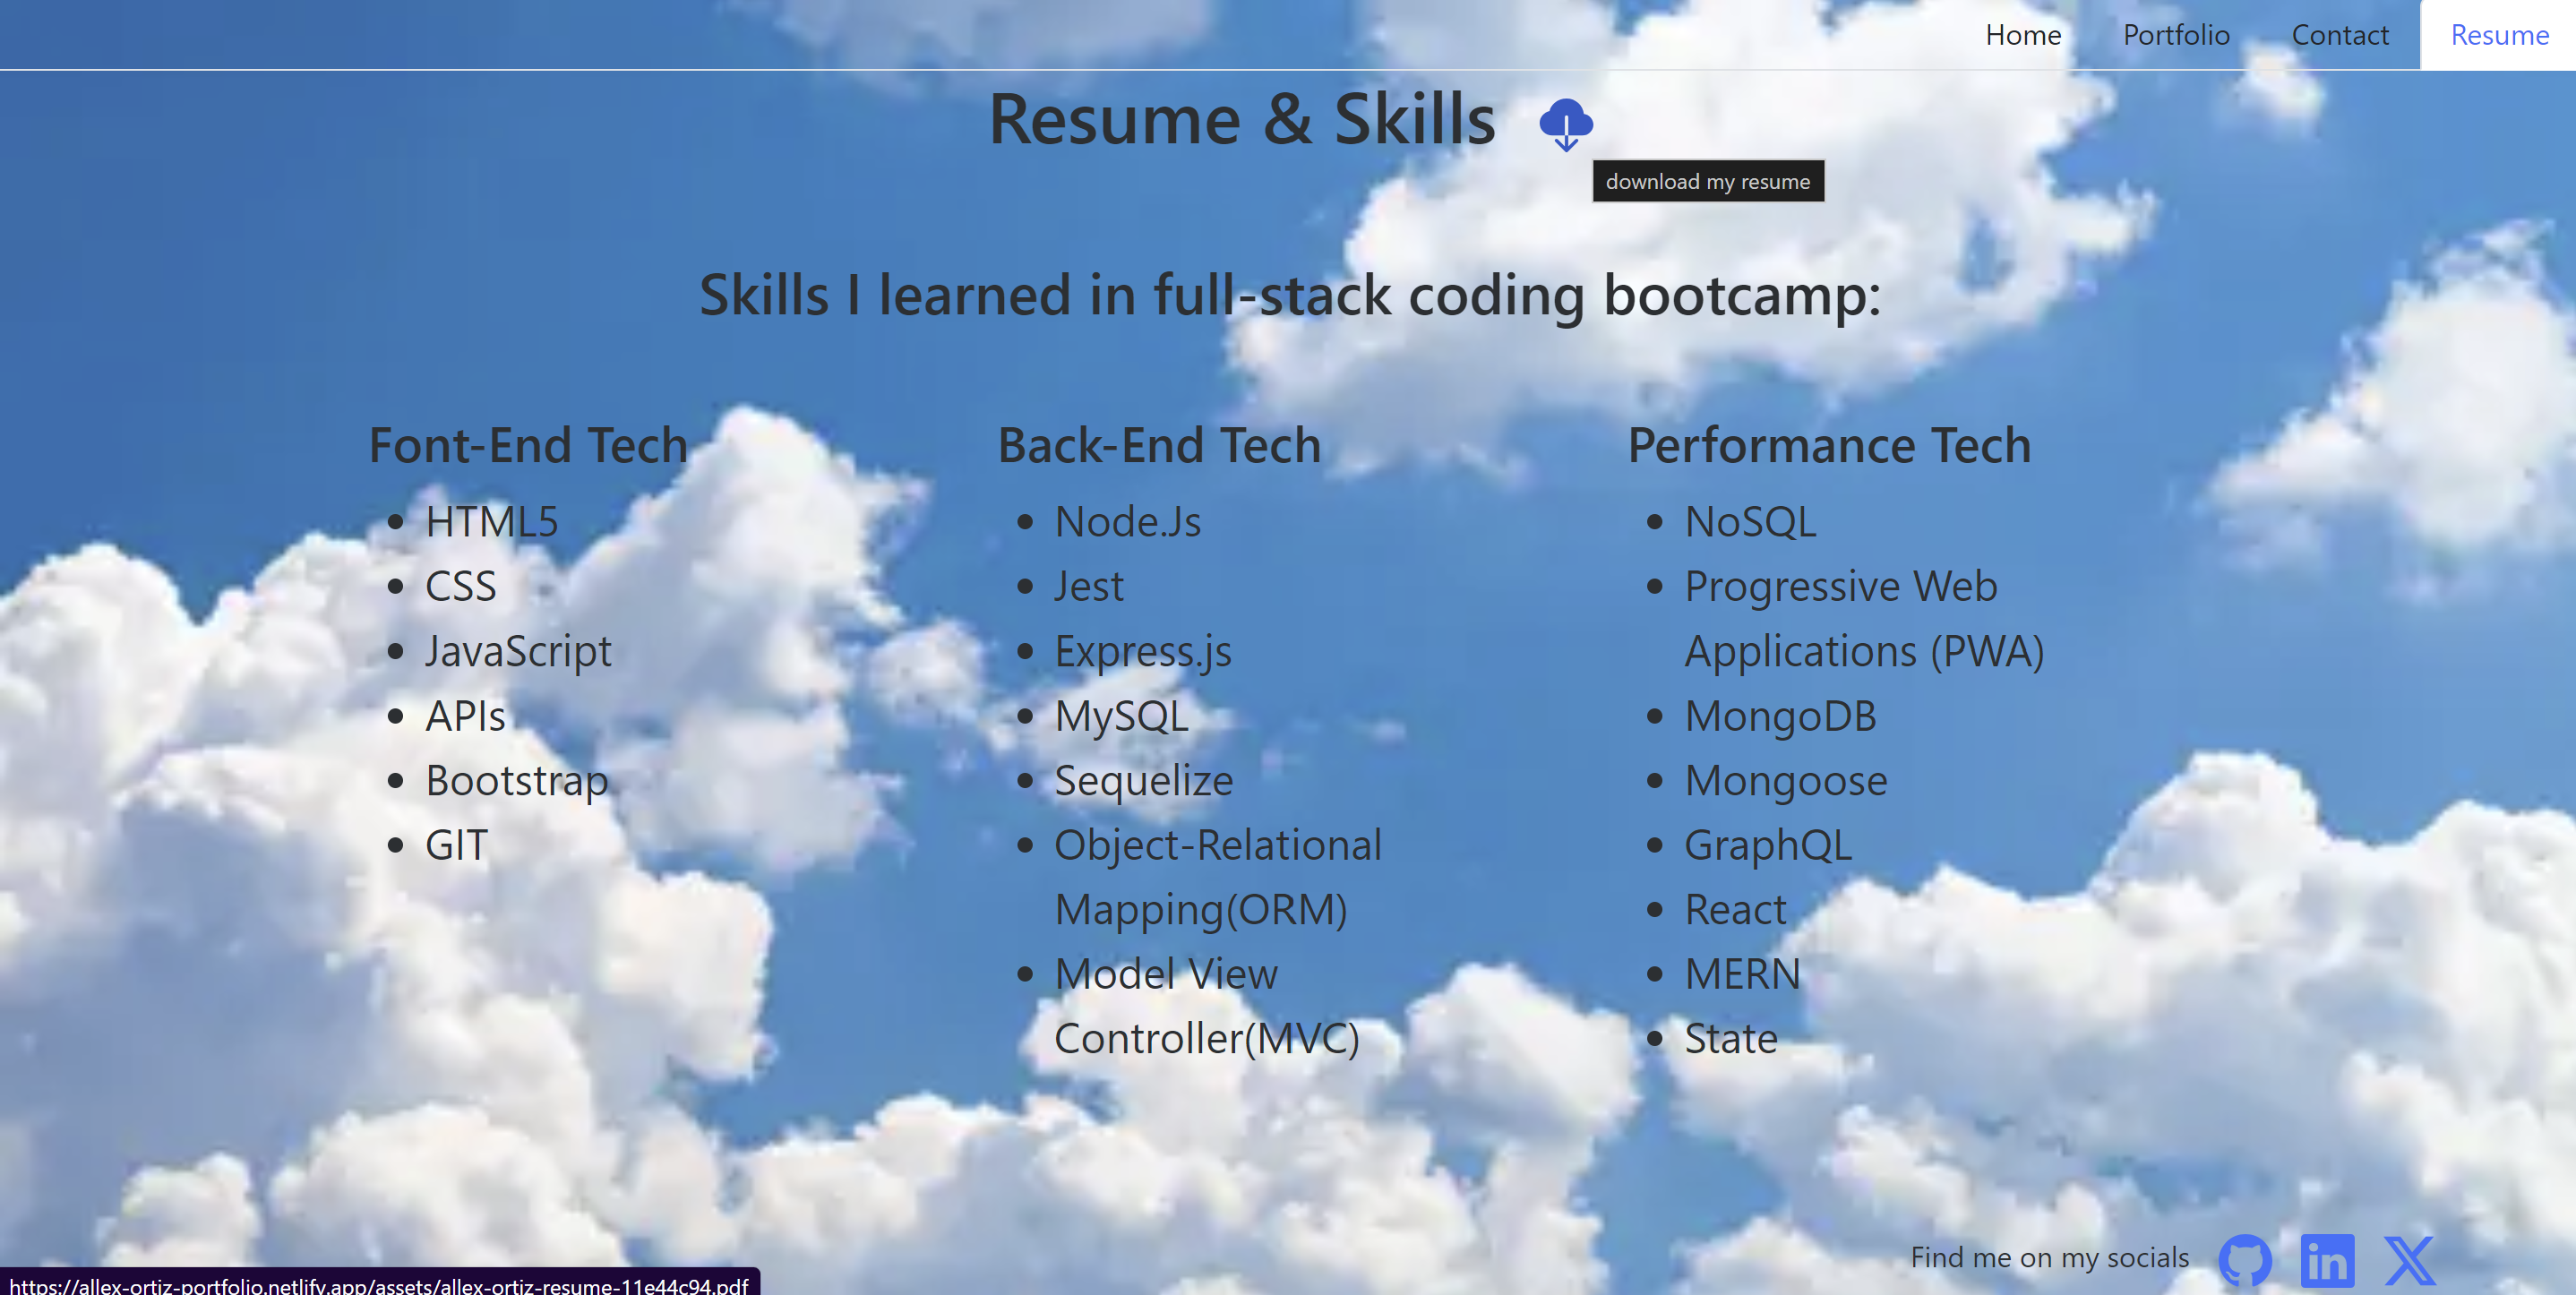 Home Portfolio Contact Resume
Resume & Skills
download my resume
Skills I learned in full-stack coding bootcamp:
Font-End Tech
HTML5
CSS
JavaScript
APIs
Bootstrap
GIT
Back-End Tech
Node.Js
Jest
Express.js
MySQL
Sequelize
Object-Relational
Mapping(ORM)
Model View
Controller(MVC)
Performance Tech
NoSQL
Progressive Web
Applications (PWA)
MongoDB
Mongoose
GraphQL
React
MERN
State
Find me on my socials
https://allex-ortiz-portfolio.netlify.app/assets/allex-ortiz-resume-11e44c94.pdf